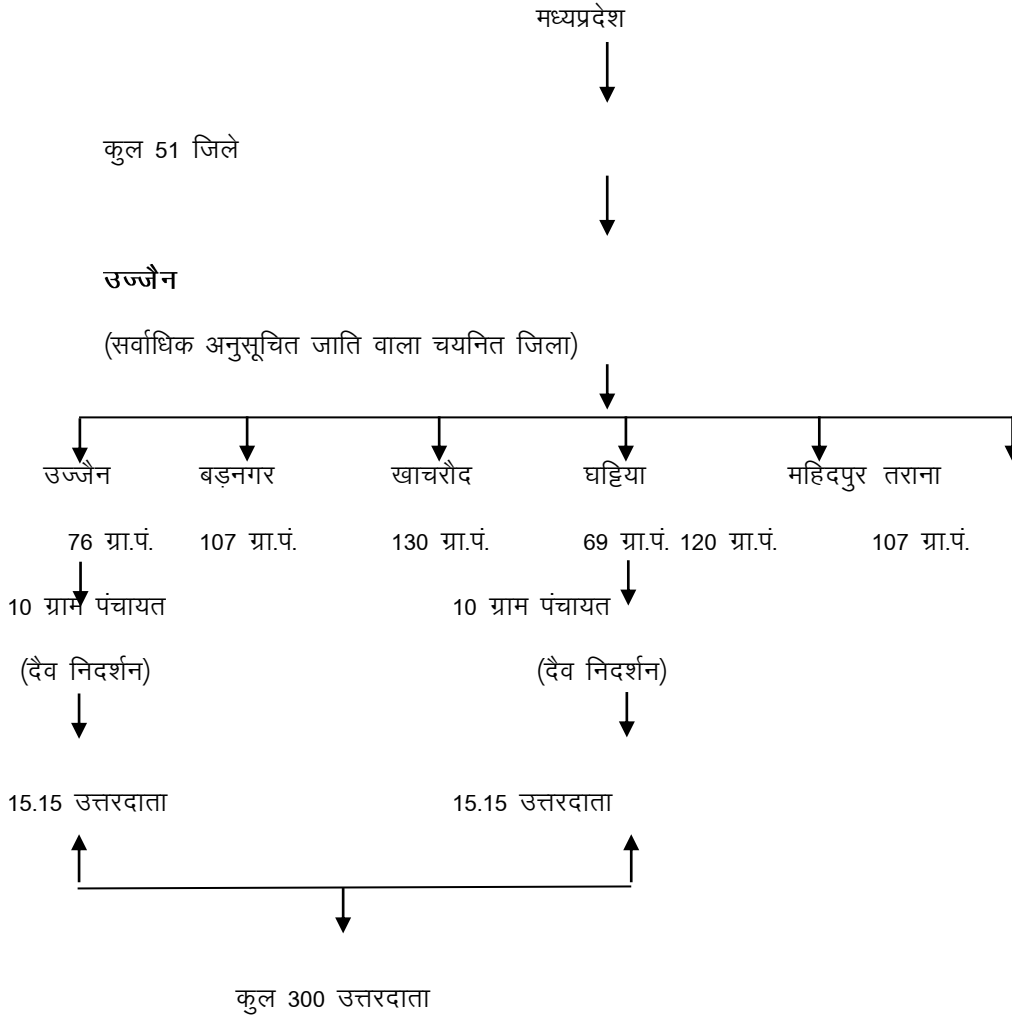 मध्यप्रदेश
कुल 51 जिले
उज्जैन
(सर्वाधिक अनुसूचित जाति वाला चयनित जिला)
उज्जैन बड़नगर खाचरौद घट्टिया महिदपुर तराना
76 ग्रा.पं. 107 ग्रा.पं. 130 ग्रा.पं. 69 ग्रा.पं. 120 ग्रा.पं. 107 ग्रा.पं.
10 ग्राम पंचायत 10 ग्राम पंचायत
(दैव निदर्शन) (दैव निदर्शन)
15.15 उत्तरदाता 15.15 उत्तरदाता
कुल 300 उत्तरदाता